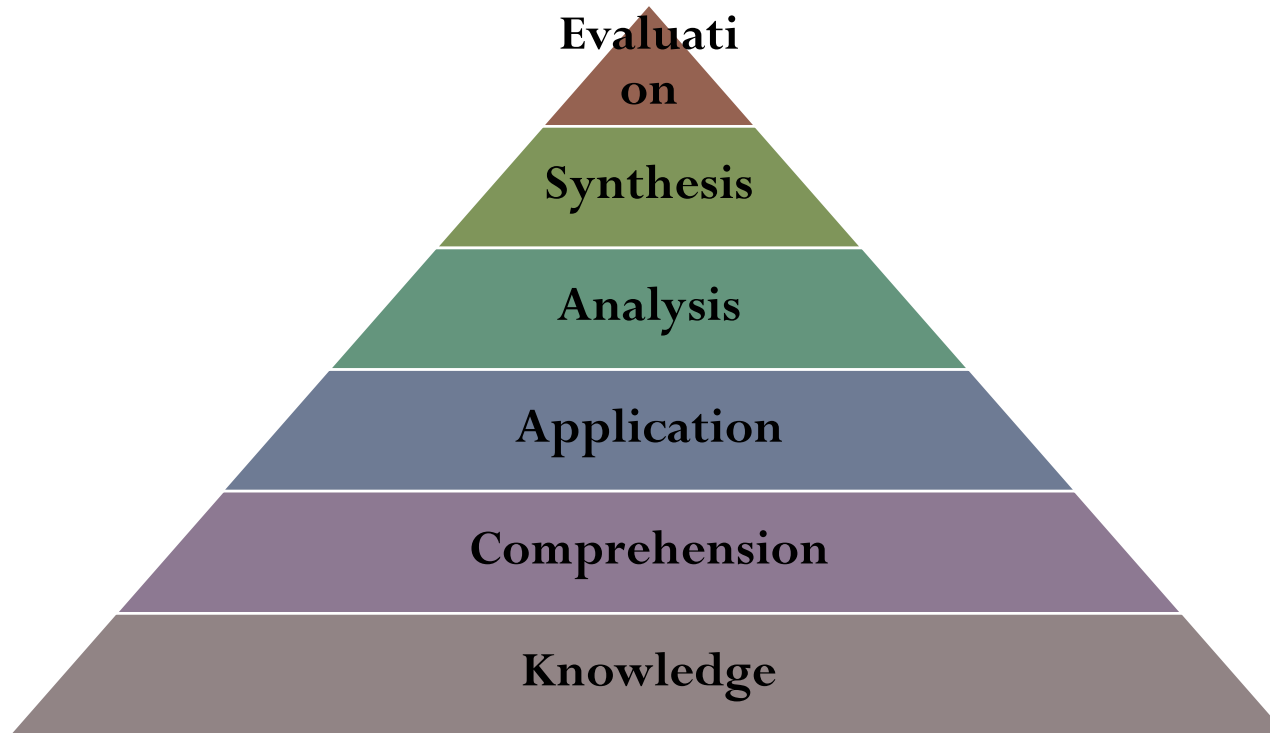 Evaluati
on
Synthesis
Analysis
Application
Comprehension
Knowledge